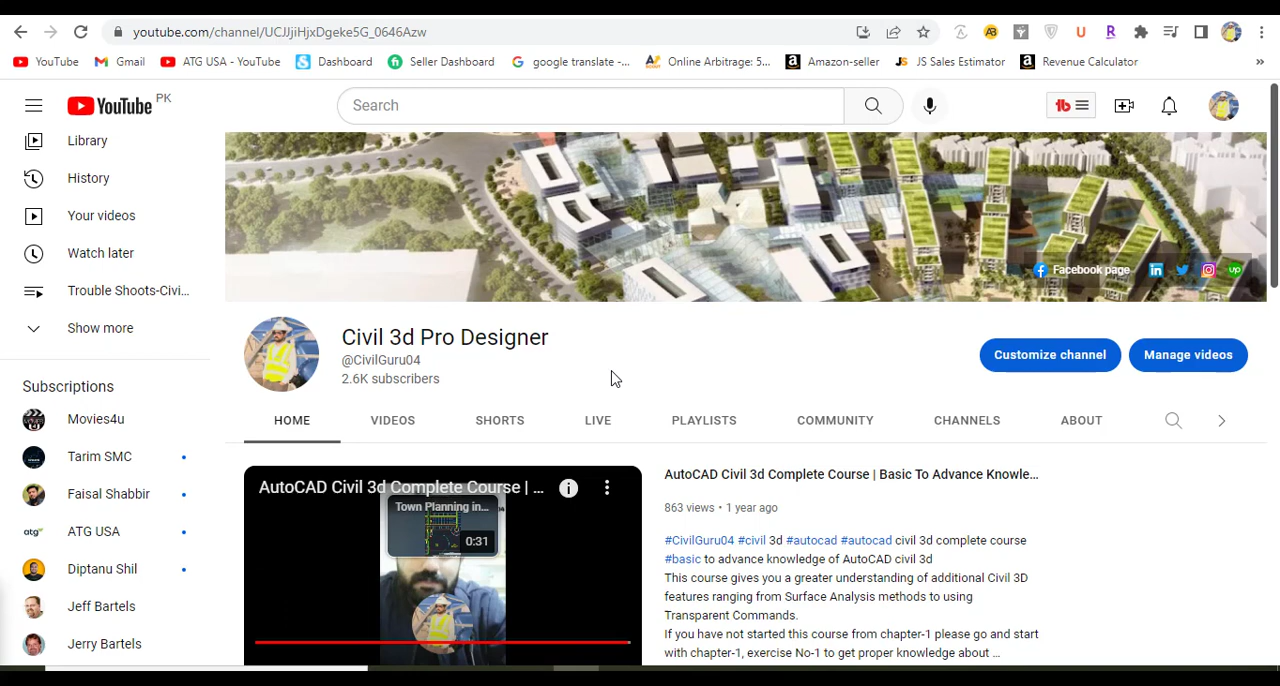 youtube.com/channel/UCJJjiHjxDgeke5G_0646Azw
YouTube Gmail ATG USA - YouTube Dashboard Seller Dashboard google translate -... Online Arbitrage: 5... Amazon-seller JS Sales Estimator Revenue Calculator »
YouTube PK
Search
Library
History
Your videos
Watch later
Trouble Shoots-Civi...
Show more
Subscriptions
Movies4u
Tarim SMC
Faisal Shabbir
ATG USA
Diptanu Shil
Jeff Bartels
Jerry Bartels
Facebook page
Civil 3d Pro Designer
@CivilGuru04
2.6K subscribers
Customize channel
Manage videos
HOME VIDEOS SHORTS LIVE PLAYLISTS COMMUNITY CHANNELS ABOUT
AutoCAD Civil 3d Complete Course | ...
Town Planning in...
0:31
AutoCAD Civil 3d Complete Course | Basic To Advance Knowle...
863 views • 1 year ago
#CivilGuru04 #civil 3d #autocad #autocad civil 3d complete course
#basic to advance knowledge of AutoCAD civil 3d
This course gives you a greater understanding of additional Civil 3D
features ranging from Surface Analysis methods to using
Transparent Commands.
If you have not started this course from chapter-1 please go and start
with chapter-1, exercise No-1 to get proper knowledge about ...